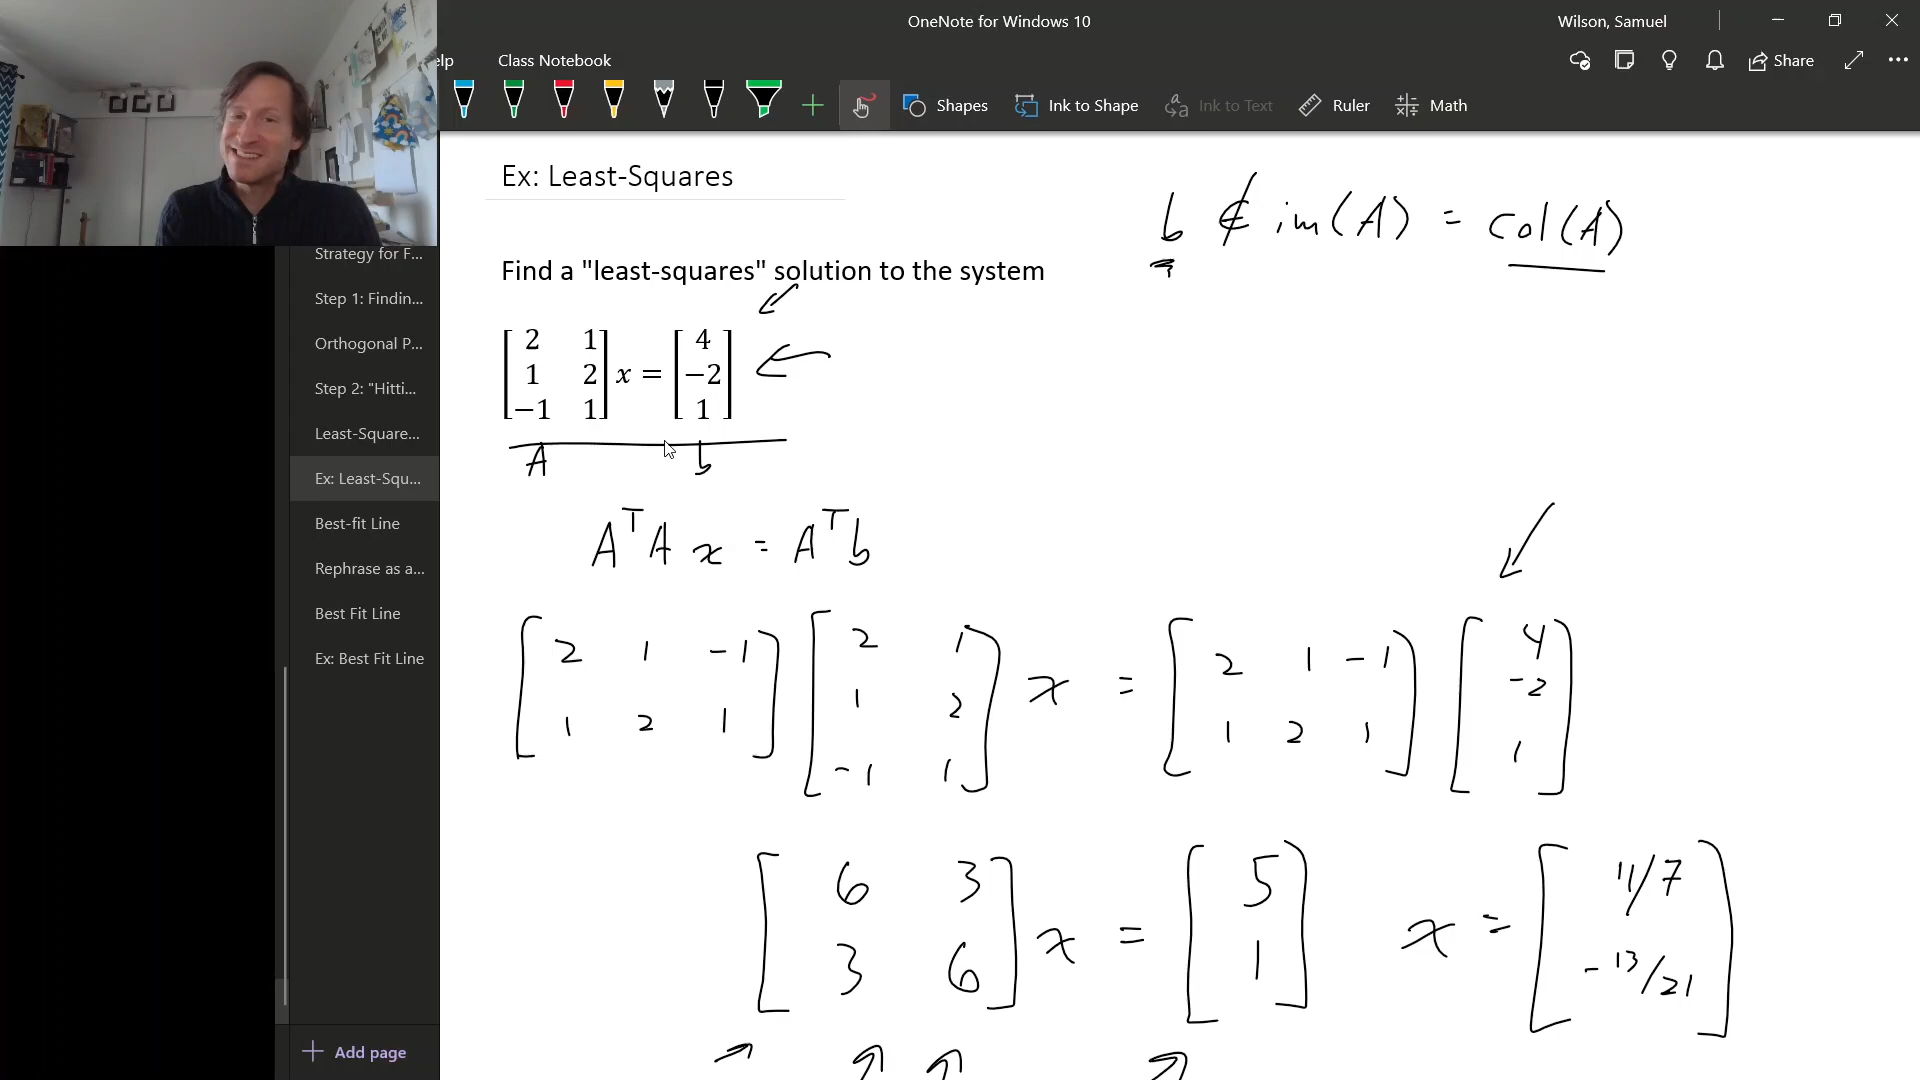 OneNote for Windows 10
Wilson, Samuel
elp Class Notebook
Share
Shapes Ink to Shape Ink to Text Ruler Math
Strategy for F...
Step 1: Findin...
Orthogonal P...
Step 2: "Hitti...
Least-Square...
Ex: Least-Squ...
Best-fit Line
Rephrase as a...
Best Fit Line
Ex: Best Fit Line
Add page
Ex: Least-Squares
b ∉ im(A) = col(A)
Find a "least-squares" solution to the system
2 1 4
1 2 x = −2
−1 1 1
A b
AᵀA x = Aᵀb
2 1 -1 2 1 2 1 -1 4
1 2 x = -2
1 2 1 -1 1 1 2 1 1
6 3 5 11/7
x = x =
3 6 1 -13/21